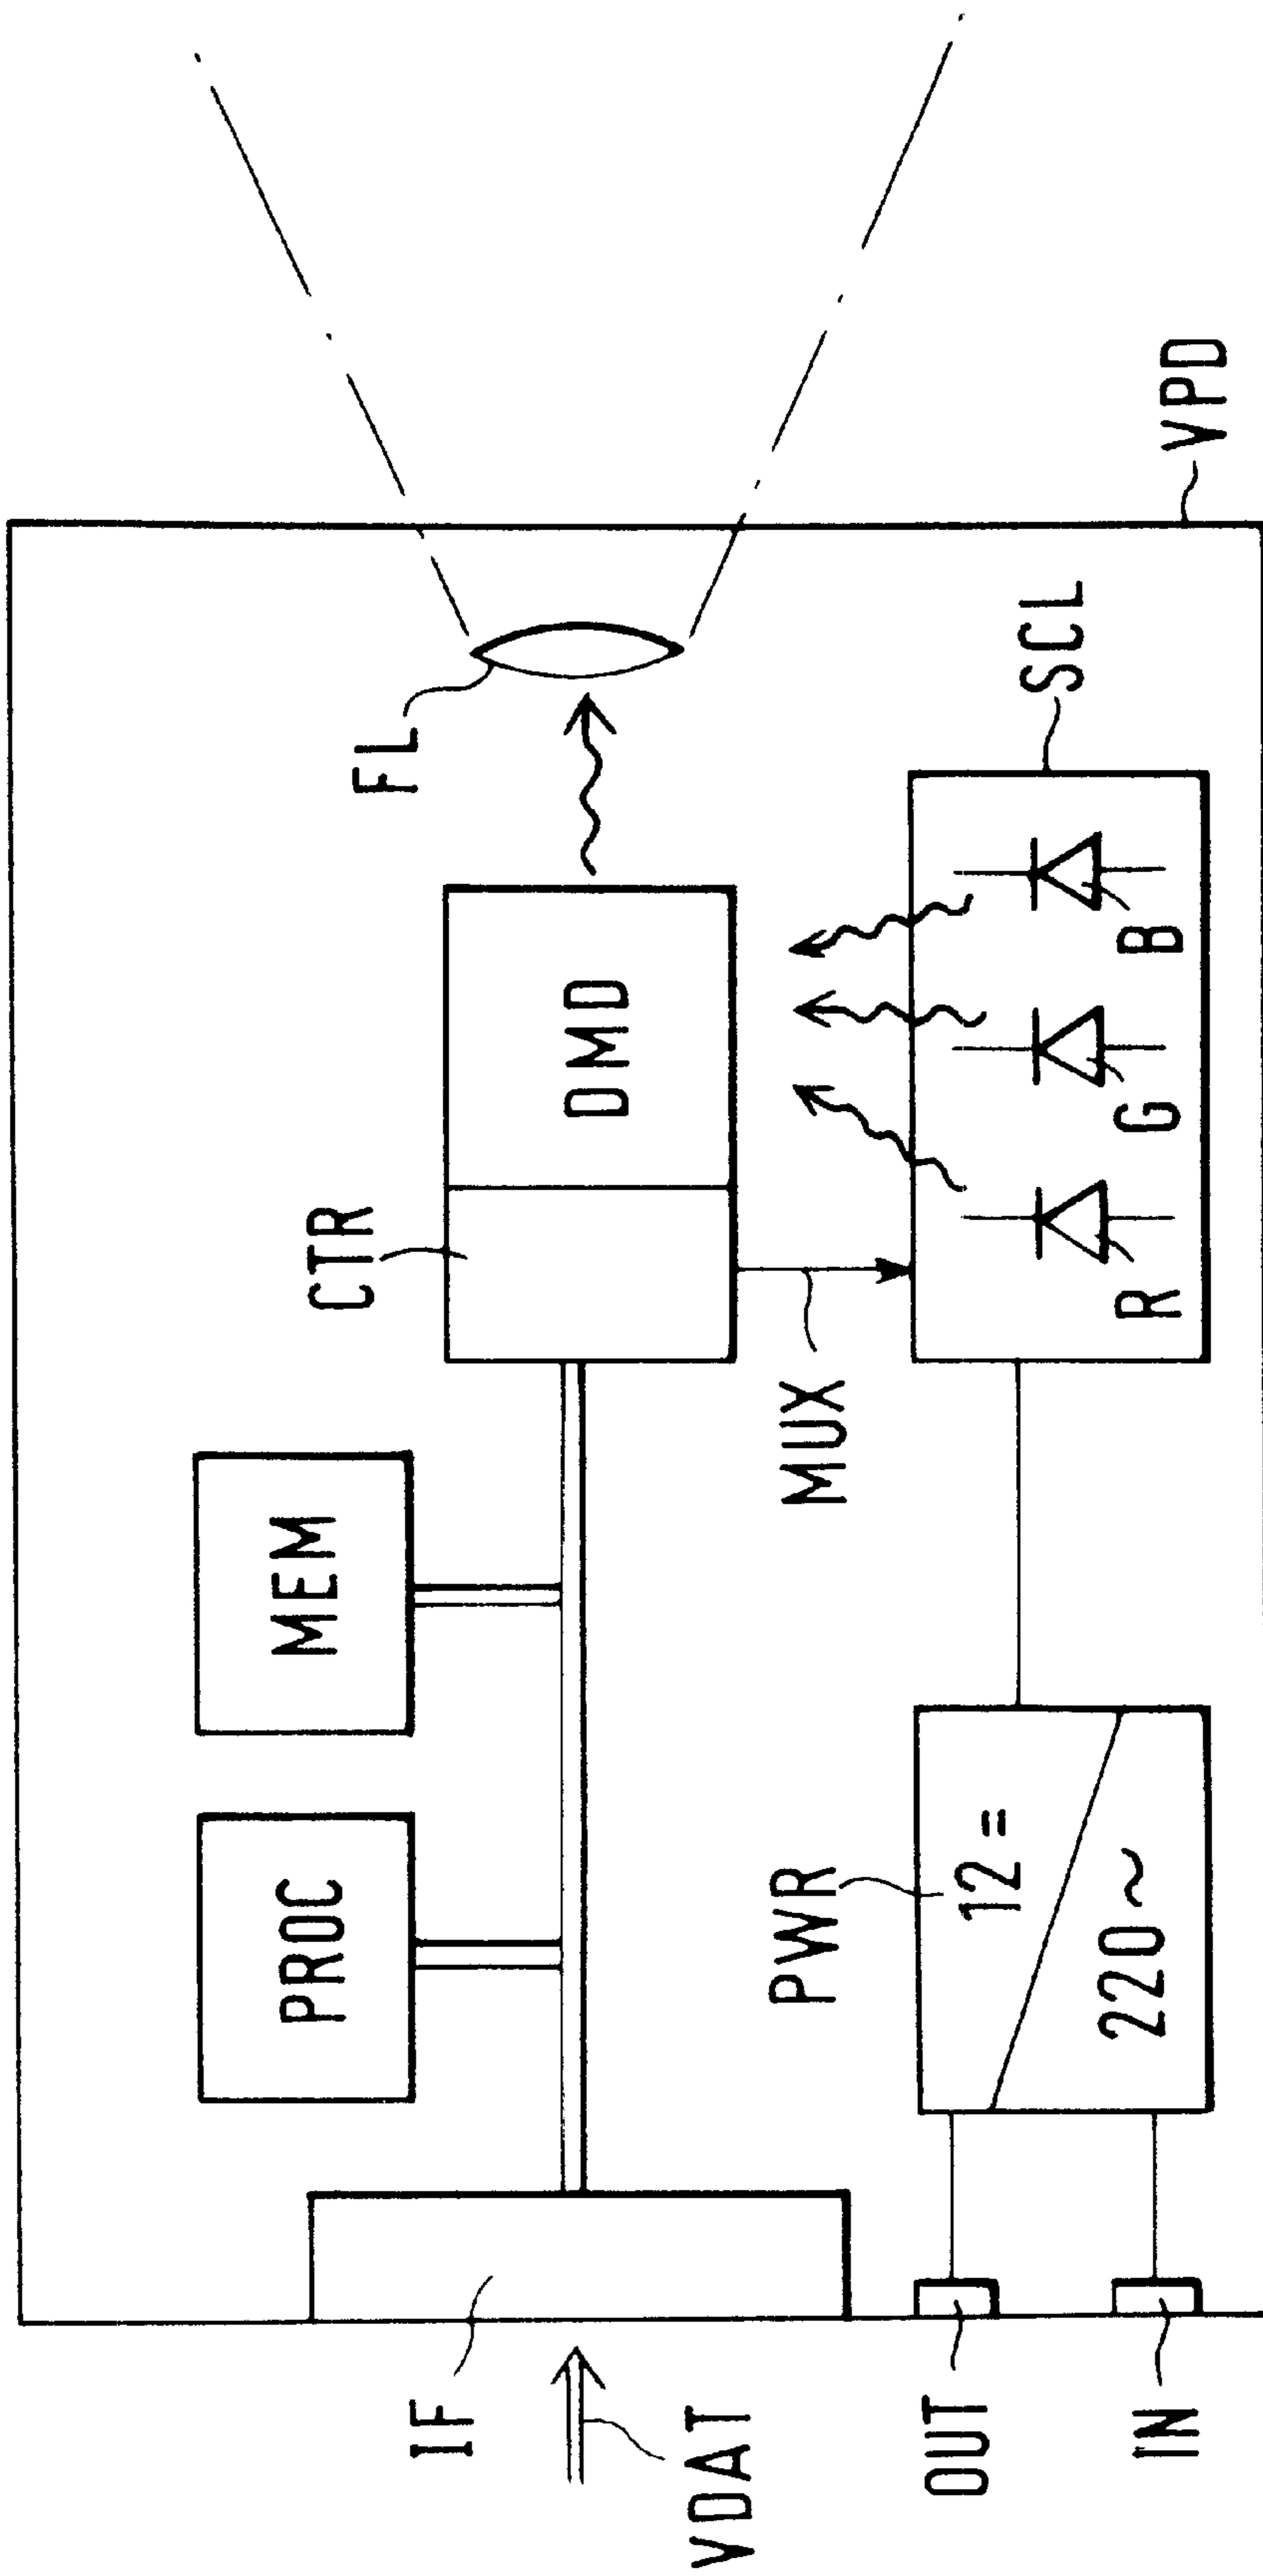 VPD
FL
SCL
DMD
CTR
B
G
R
MUX
MEM
PROC
PWR
12 =
220 ~
IF
VDAT
OUT
IN